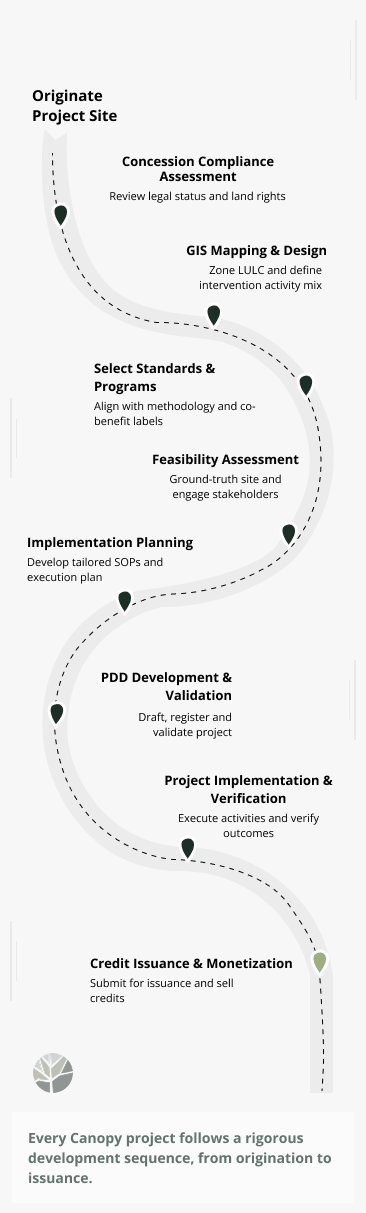 Originate
Project Site
Concession Compliance
Assessment
Review legal status and land rights
GIS Mapping & Design
Zone LULC and define
intervention activity mix
Select Standards &
Programs
Align with methodology and co-
benefit labels
Feasibility Assessment
Ground-truth site and
engage stakeholders
Implementation Planning
Develop tailored SOPs and
execution plan
PDD Development &
Validation
Draft, register and
validate project
Project Implementation &
Verification
Execute activities and verify
outcomes
Credit Issuance & Monetization
Submit for issuance and sell
credits
Every Canopy project follows a rigorous
development sequence, from origination to
issuance.